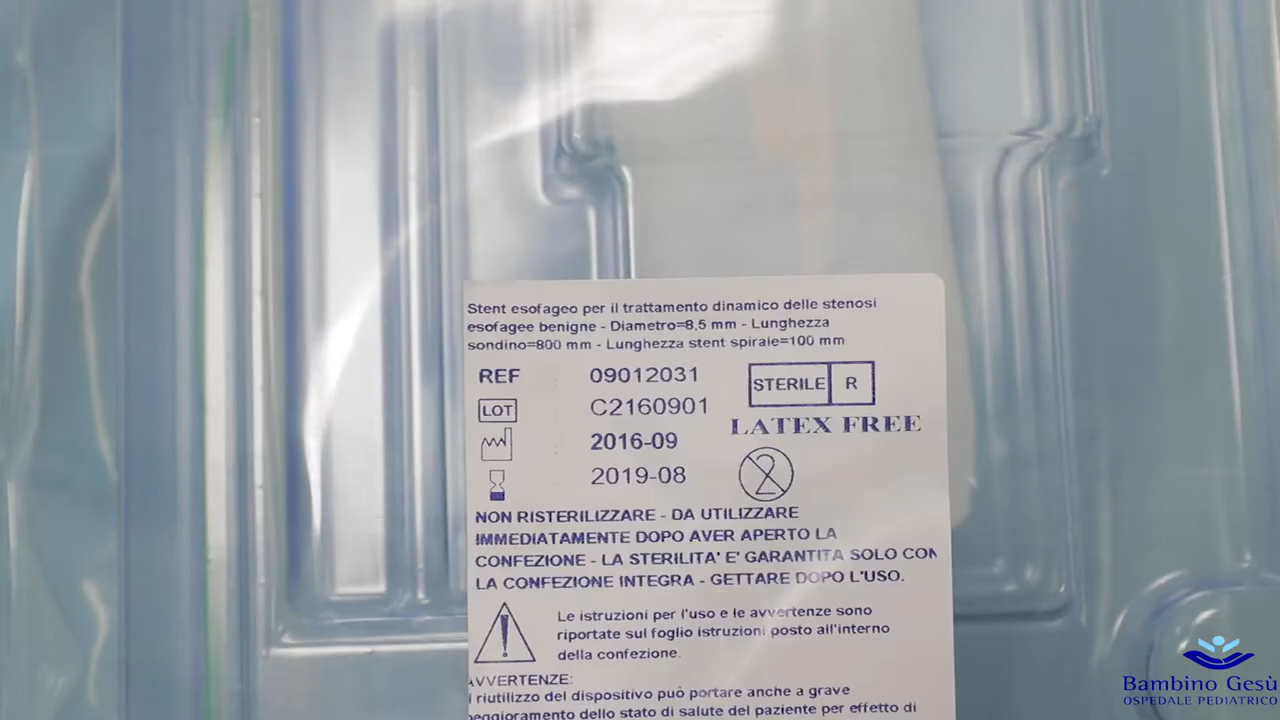 Stent esofageo per il trattamento dinamico delle stenosi
esofagee benigne - Diametro=8,5 mm - Lunghezza
sondino=800 mm - Lunghezza stent spirale=100 mm
REF 09012031
STERILE R
LOT C2160901
LATEX FREE
2016-09
2019-08
2
NON RISTERILIZZARE - DA UTILIZZARE
IMMEDIATAMENTE DOPO AVER APERTO LA
CONFEZIONE - LA STERILITA' E' GARANTITA SOLO CON
LA CONFEZIONE INTEGRA - GETTARE DOPO L'USO.
Le istruzioni per l'uso e le avvertenze sono
riportate sul foglio istruzioni posto all'interno
della confezione.
AVVERTENZE:
l riutilizzo del dispositivo può portare anche a grave
peggioramento dello stato di salute del paziente per effetto di
Bambino Gesù
OSPEDALE PEDIATRICO